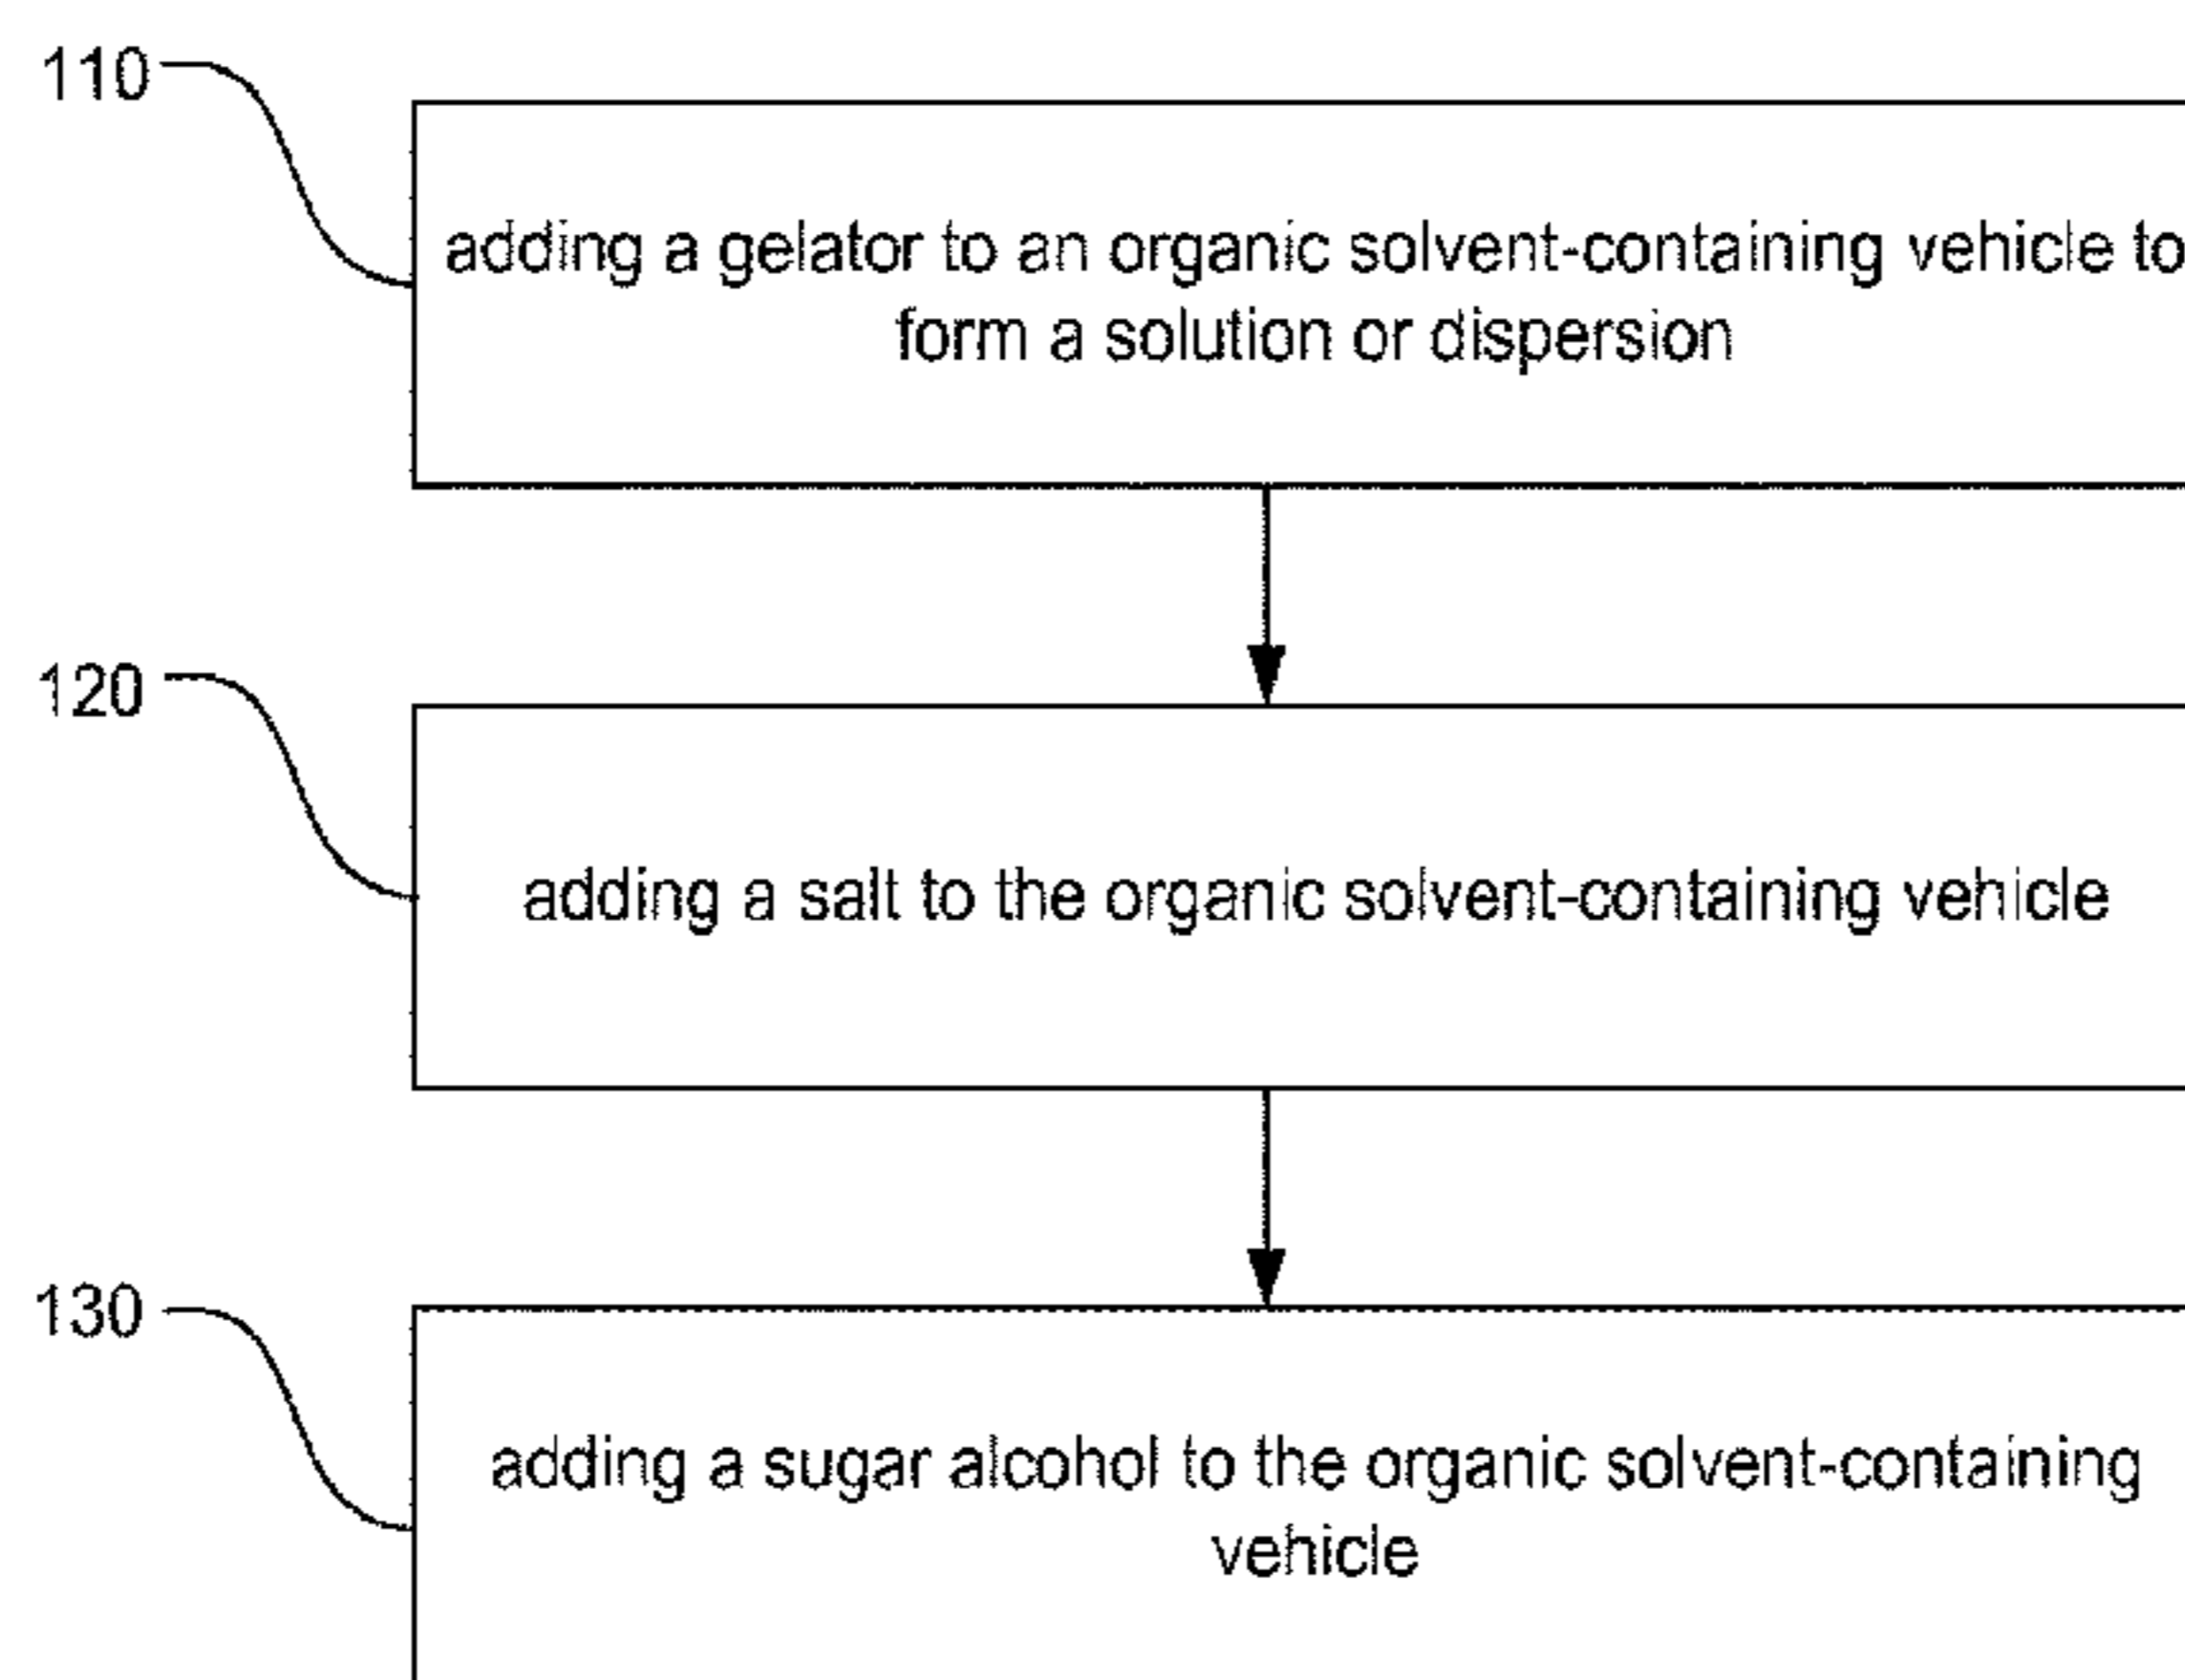 110
adding a gelator to an organic solvent-containing vehicle to
form a solution or dispersion
120
adding a salt to the organic solvent-containing vehicle
130
adding a sugar alcohol to the organic solvent-containing
vehicle